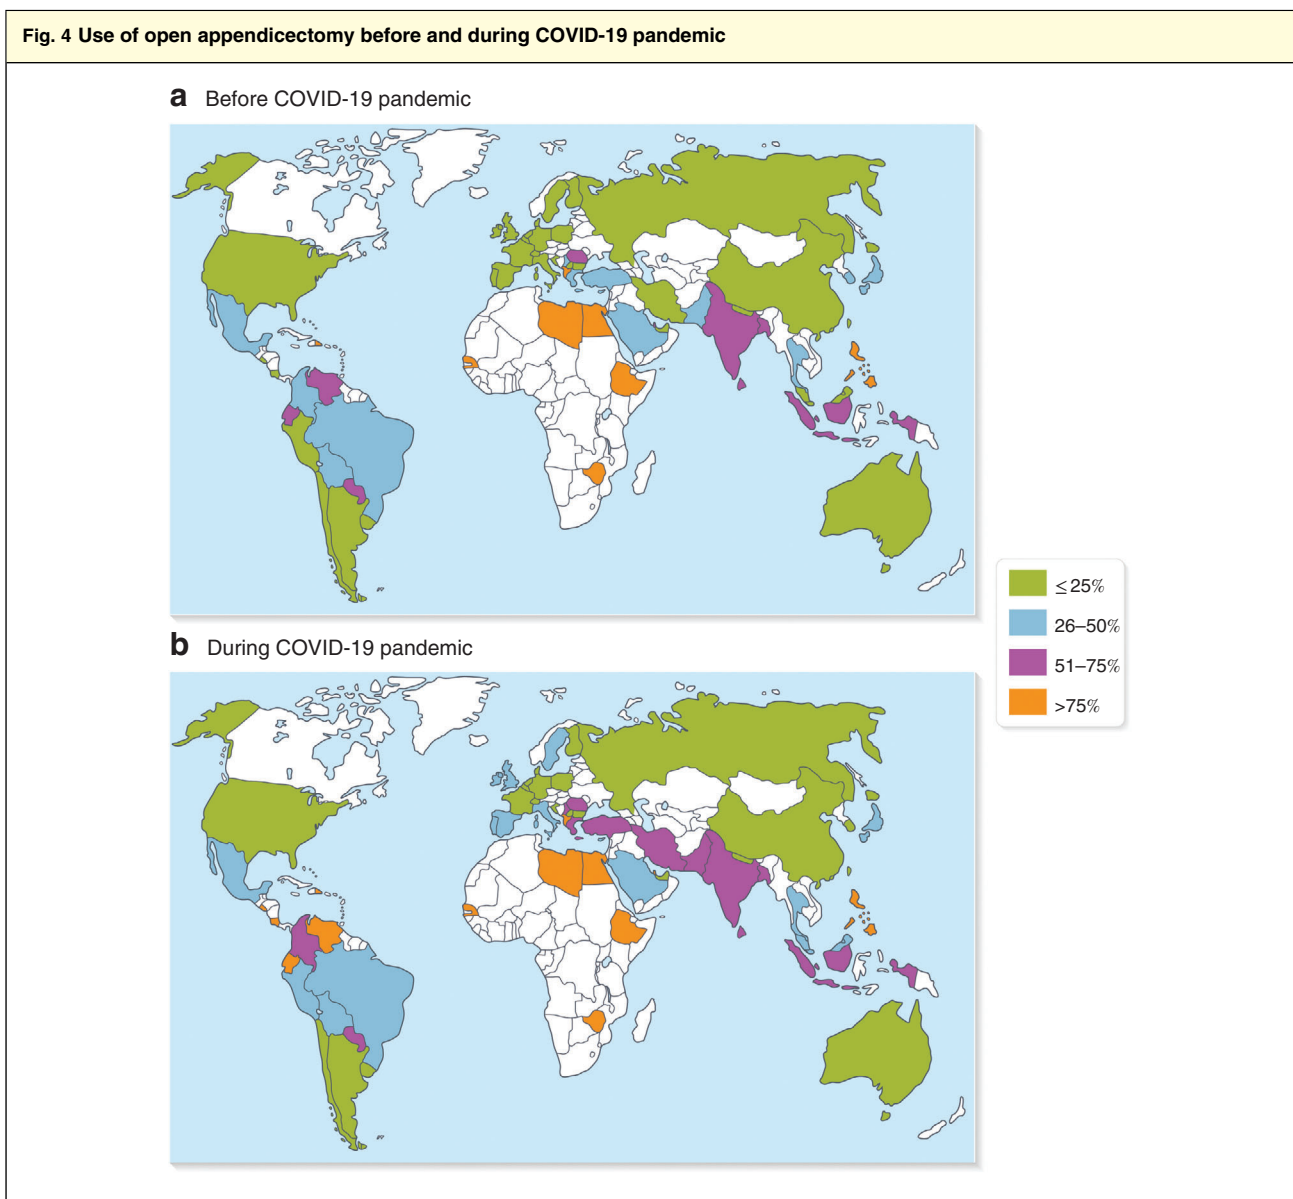 Fig. 4 Use of open appendicectomy before and during COVID-19 pandemic
a Before COVID-19 pandemic
≤25%
26–50%
51–75%
>75%
b During COVID-19 pandemic